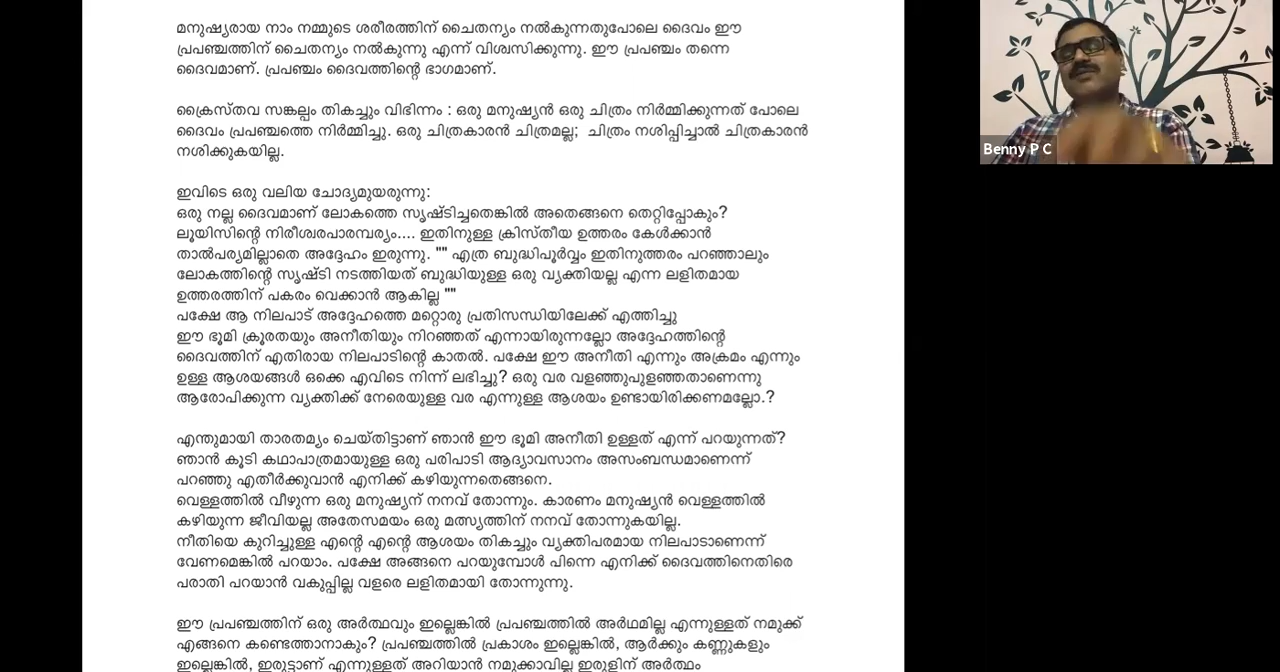 മനുഷ്യരായ നാം നമ്മുടെ ശരീരത്തിന് ചൈതന്യം നൽകുന്നതുപോലെ ദൈവം ഈ
പ്രപഞ്ചത്തിന് ചൈതന്യം നൽകുന്നു എന്ന് വിശ്വസിക്കുന്നു. ഈ പ്രപഞ്ചം തന്നെ
ദൈവമാണ്. പ്രപഞ്ചം ദൈവത്തിന്റെ ഭാഗമാണ്.
ക്രൈസ്തവ സങ്കല്പം തികച്ചും വിഭിന്നം : ഒരു മനുഷ്യൻ ഒരു ചിത്രം നിർമ്മിക്കുന്നത് പോലെ
ദൈവം പ്രപഞ്ചത്തെ നിർമ്മിച്ചു. ഒരു ചിത്രകാരൻ ചിത്രമല്ല; ചിത്രം നശിപ്പിച്ചാൽ ചിത്രകാരൻ
നശിക്കുകയില്ല.
ഇവിടെ ഒരു വലിയ ചോദ്യമുയരുന്നു:
ഒരു നല്ല ദൈവമാണ് ലോകത്തെ സൃഷ്ടിച്ചതെങ്കിൽ അതെങ്ങനെ തെറ്റിപ്പോകും?
ലൂയിസിന്റെ നിരീശ്വരപാരമ്പര്യം.... ഇതിനുള്ള ക്രിസ്തീയ ഉത്തരം കേൾക്കാൻ
താൽപര്യമില്ലാതെ അദ്ദേഹം ഇരുന്നു. "" എത്ര ബുദ്ധിപൂർവ്വം ഇതിനുത്തരം പറഞ്ഞാലും
ലോകത്തിന്റെ സൃഷ്ടി നടത്തിയത് ബുദ്ധിയുള്ള ഒരു വ്യക്തിയല്ല എന്ന ലളിതമായ
ഉത്തരത്തിന് പകരം വെക്കാൻ ആകില്ല ""
പക്ഷേ ആ നിലപാട് അദ്ദേഹത്തെ മറ്റൊരു പ്രതിസന്ധിയിലേക്ക് എത്തിച്ചു
ഈ ഭൂമി ക്രൂരതയും അനീതിയും നിറഞ്ഞത് എന്നായിരുന്നല്ലോ അദ്ദേഹത്തിന്റെ
ദൈവത്തിന് എതിരായ നിലപാടിന്റെ കാതൽ. പക്ഷേ ഈ അനീതി എന്നും അക്രമം എന്നും
ഉള്ള ആശയങ്ങൾ ഒക്കെ എവിടെ നിന്ന് ലഭിച്ചു? ഒരു വര വളഞ്ഞുപുളഞ്ഞതാണെന്നു
ആരോപിക്കുന്ന വ്യക്തിക്ക് നേരെയുള്ള വര എന്നുള്ള ആശയം ഉണ്ടായിരിക്കണമല്ലോ.?
എന്തുമായി താരതമ്യം ചെയ്തിട്ടാണ് ഞാൻ ഈ ഭൂമി അനീതി ഉള്ളത് എന്ന് പറയുന്നത്?
ഞാൻ കൂടി കഥാപാത്രമായുള്ള ഒരു പരിപാടി ആദ്യാവസാനം അസംബന്ധമാണെന്ന്
പറഞ്ഞു എതിർക്കുവാൻ എനിക്ക് കഴിയുന്നതെങ്ങനെ.
വെള്ളത്തിൽ വീഴുന്ന ഒരു മനുഷ്യന് നനവ് തോന്നും. കാരണം മനുഷ്യൻ വെള്ളത്തിൽ
കഴിയുന്ന ജീവിയല്ല അതേസമയം ഒരു മത്സ്യത്തിന് നനവ് തോന്നുകയില്ല.
നീതിയെ കുറിച്ചുള്ള എന്റെ എന്റെ ആശയം തികച്ചും വ്യക്തിപരമായ നിലപാടാണെന്ന്
വേണമെങ്കിൽ പറയാം. പക്ഷേ അങ്ങനെ പറയുമ്പോൾ പിന്നെ എനിക്ക് ദൈവത്തിനെതിരെ
പരാതി പറയാൻ വകുപ്പില്ല വളരെ ലളിതമായി തോന്നുന്നു.
ഈ പ്രപഞ്ചത്തിന് ഒരു അർത്ഥവും ഇല്ലെങ്കിൽ പ്രപഞ്ചത്തിൽ അർഥമില്ല എന്നുള്ളത് നമുക്ക്
എങ്ങനെ കണ്ടെത്താനാകും? പ്രപഞ്ചത്തിൽ പ്രകാശം ഇല്ലെങ്കിൽ, ആർക്കും കണ്ണുകളും
ഇല്ലെങ്കിൽ, ഇരുട്ടാണ് എന്നുള്ളത് അറിയാൻ നമുക്കാവില്ല ഇരുളിന് അർത്ഥം
Benny P C